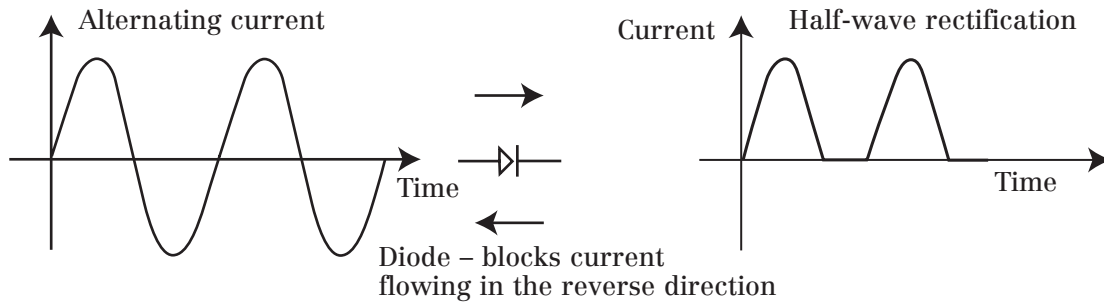 Alternating current
Time
Diode – blocks current
flowing in the reverse direction
Current
Half-wave rectification
Time